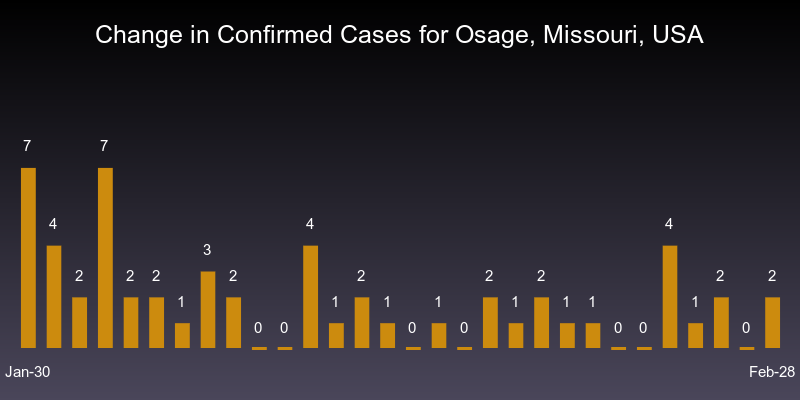 Change in Confirmed Cases for Osage, Missouri, USA
7 4 2 7 2 2 1 3 2 0 0 4 1 2 1 0 1 0 2 1 2 1 1 0 0 4 1 2 0 2
Jan-30 Feb-28